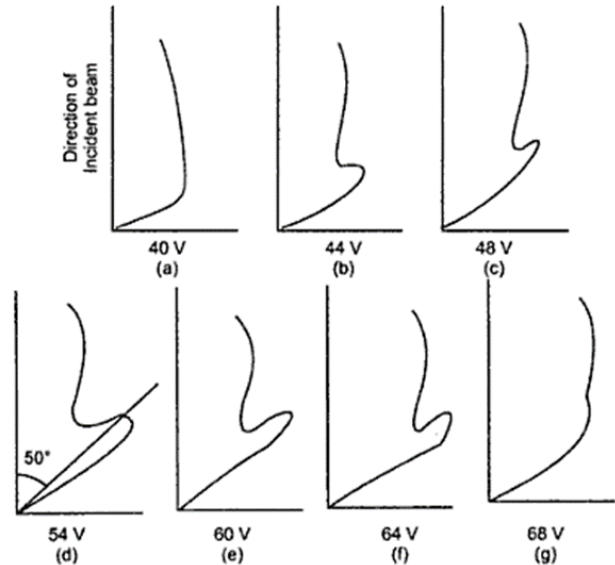 Direction of
Incident beam
40 V
(a)
44 V
(b)
48 V
(c)
50°
54 V
(d)
60 V
(e)
64 V
(f)
68 V
(g)